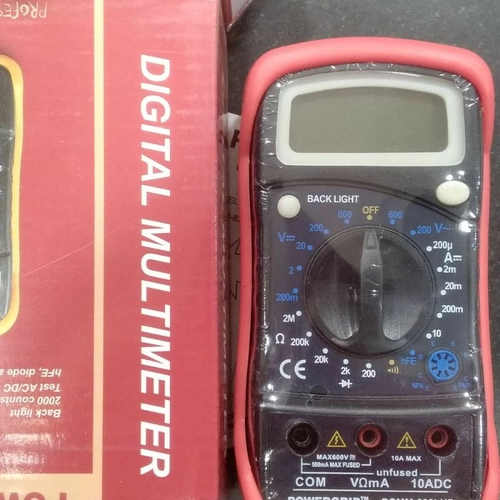 PROFES
DIGITAL MULTIMETER
hFE, Diode a
Test AC/DC
2000 counts
Back light
BACK LIGHT
OFF
600
600
200
V⎓
20
2
200m
2M
Ω
200k
20k
2k
200
hFE
10
200m
20m
2m
A⎓
200µ
200 V~
CE
NPN
MAX600V
500mA MAX FUSED
10A MAX
unfused
COM
VΩmA
10ADC